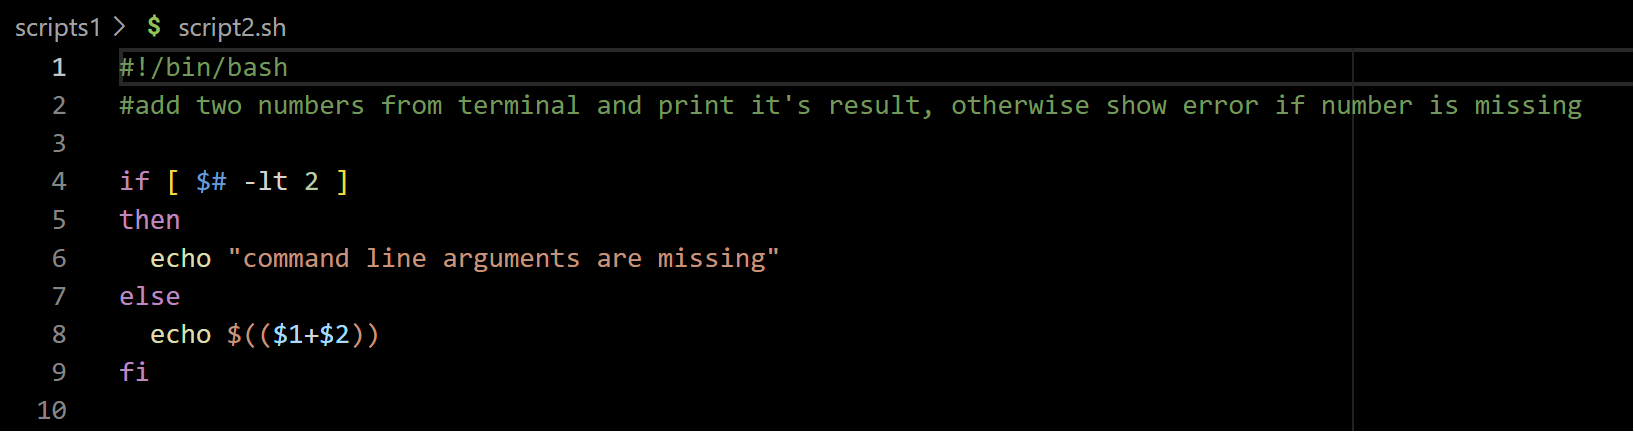 scripts1 > $ script2.sh
1 #!/bin/bash
2 #add two numbers from terminal and print it's result, otherwise show error if number is missing
3
4 if [ $# -lt 2 ]
5 then
6   echo "command line arguments are missing"
7 else
8   echo $(($1+$2))
9 fi
10